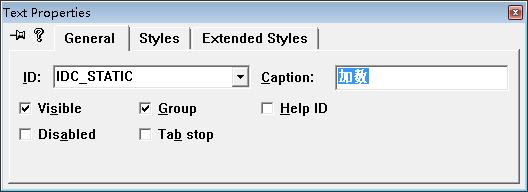 Text Properties
? General Styles Extended Styles
ID: IDC_STATIC Caption: 加数
Visible Group Help ID
Disabled Tab stop